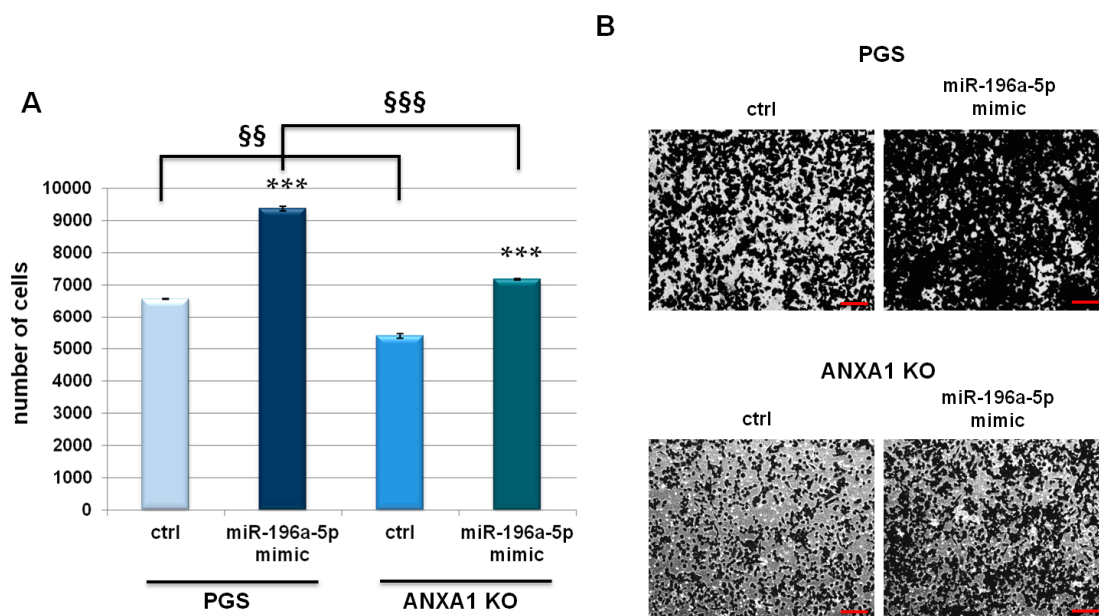 A
§§
§§§
***
***
number of cells
10000
9000
8000
7000
6000
5000
4000
3000
2000
1000
0
ctrl
miR-196a-5p
mimic
ctrl
miR-196a-5p
mimic
PGS
ANXA1 KO
B
PGS
ctrl
miR-196a-5p
mimic
ANXA1 KO
ctrl
miR-196a-5p
mimic